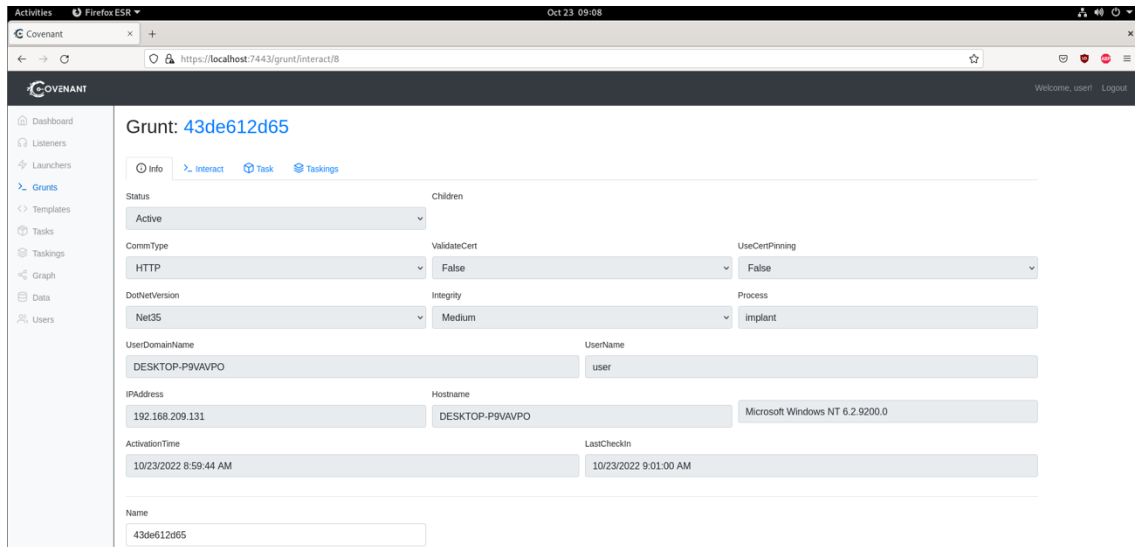 Activities Firefox ESR Oct 23 09:08
Covenant
https://localhost:7443/grunt/interact/8
COVENANT Welcome, user! Logout
Dashboard
Listeners
Launchers
Grunts
Templates
Tasks
Taskings
Graph
Data
Users
Grunt: 43de612d65
Info Interact Task Taskings
Status Children
Active
CommType ValidateCert UseCertPinning
HTTP False False
DotNetVersion Integrity Process
Net35 Medium implant
UserDomainName UserName
DESKTOP-P9VAVPO user
IPAddress Hostname
192.168.209.131 DESKTOP-P9VAVPO Microsoft Windows NT 6.2.9200.0
ActivationTime LastCheckIn
10/23/2022 8:59:44 AM 10/23/2022 9:01:00 AM
Name
43de612d65